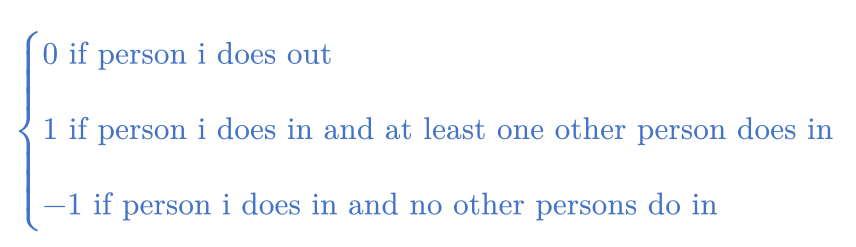 0 if person i does out
1 if person i does in and at least one other person does in
−1 if person i does in and no other persons do in